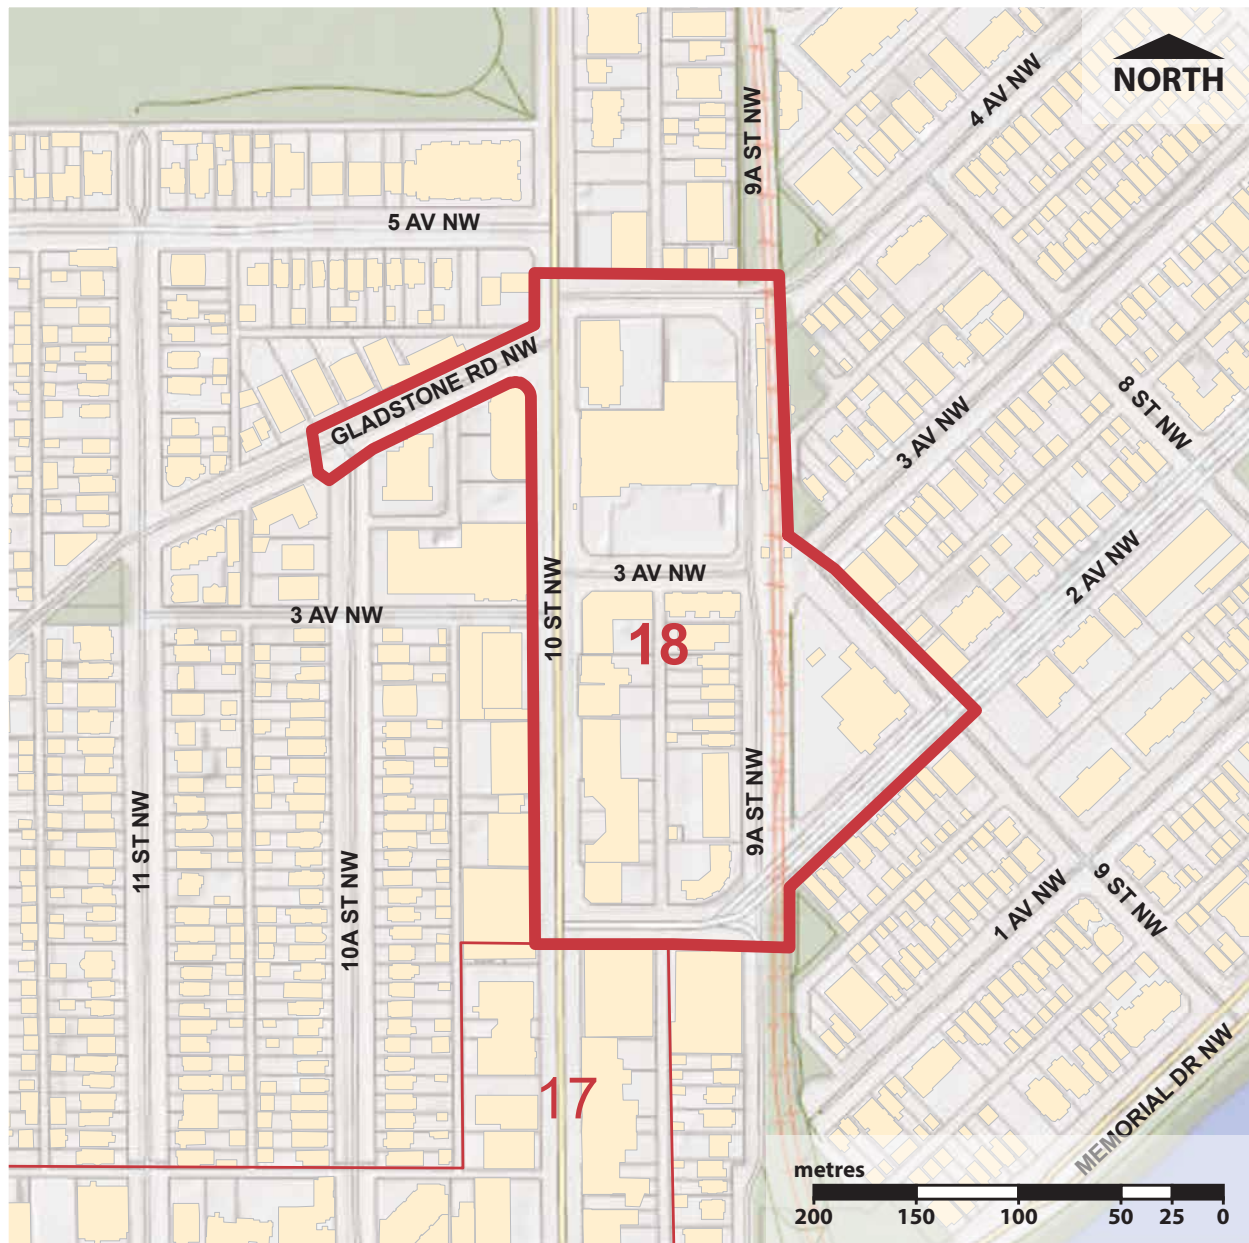 NORTH
4 AV NW
9A ST NW
5 AV NW
GLADSTONE RD NW
8 ST NW
3 AV NW
2 AV NW
3 AV NW
10 ST NW
3 AV NW
18
9A ST NW
11 ST NW
10A ST NW
1 AV NW
9 ST NW
17
MEMORIAL DR NW
metres
200 150 100 50 25 0